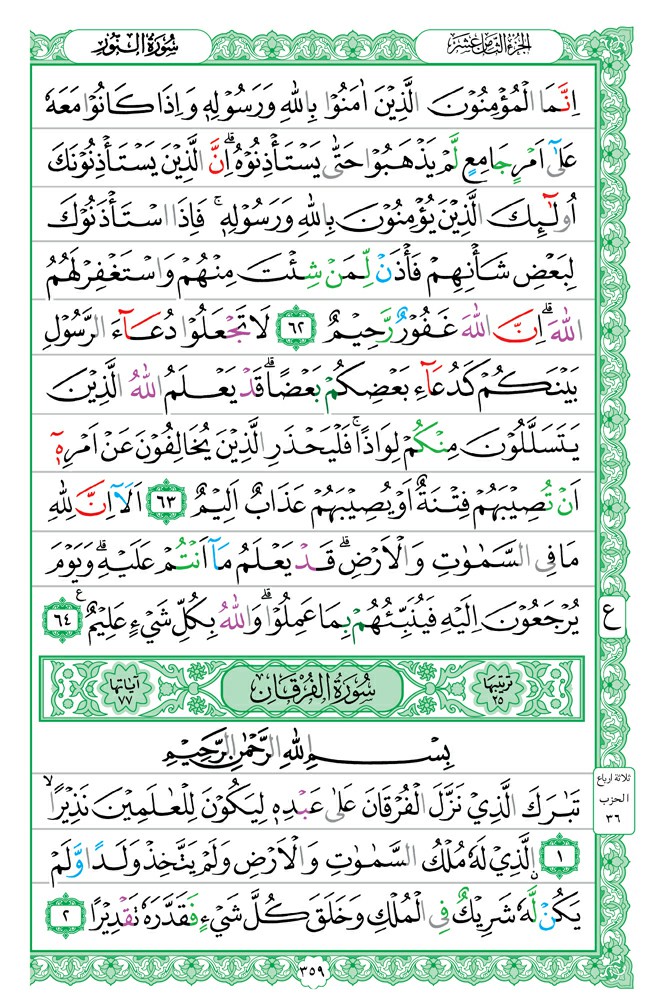 الجزء الثامن عشر
سورة النور
اِنَّمَا الْمُؤْمِنُوْنَ الَّذِيْنَ اٰمَنُوْا بِاللّٰهِ وَرَسُوْلِهٖ وَاِذَا كَانُوْا مَعَهٗ
عَلٰٓى اَمْرٍ جَامِعٍ لَّمْ يَذْهَبُوْا حَتّٰى يَسْتَأْذِنُوْهُ ؕ اِنَّ الَّذِيْنَ يَسْتَأْذِنُوْنَكَ
اُولٰٓئِكَ الَّذِيْنَ يُؤْمِنُوْنَ بِاللّٰهِ وَرَسُوْلِهٖ ۚ فَاِذَا اسْتَأْذَنُوْكَ
لِبَعْضِ شَأْنِهِمْ فَأْذَنْ لِّمَنْ شِئْتَ مِنْهُمْ وَاسْتَغْفِرْ لَهُمُ
اللّٰهَ ؕ اِنَّ اللّٰهَ غَفُوْرٌ رَّحِيْمٌ ٦٢ لَا تَجْعَلُوْا دُعَآءَ الرَّسُوْلِ
بَيْنَكُمْ كَدُعَآءِ بَعْضِكُمْ بَعْضًا ؕ قَدْ يَعْلَمُ اللّٰهُ الَّذِيْنَ
يَتَسَلَّلُوْنَ مِنْكُمْ لِوَاذًا ۚ فَلْيَحْذَرِ الَّذِيْنَ يُخَالِفُوْنَ عَنْ اَمْرِهٖٓ
اَنْ تُصِيْبَهُمْ فِتْنَةٌ اَوْ يُصِيْبَهُمْ عَذَابٌ اَلِيْمٌ ٦٣ اَلَآ اِنَّ لِلّٰهِ
مَا فِى السَّمٰوٰتِ وَالْاَرْضِ ؕ قَدْ يَعْلَمُ مَآ اَنْتُمْ عَلَيْهِ ؕ وَيَوْمَ
يُرْجَعُوْنَ اِلَيْهِ فَيُنَبِّئُهُمْ بِمَا عَمِلُوْا ؕ وَاللّٰهُ بِكُلِّ شَيْءٍ عَلِيْمٌ ٦٤
ع
ترتيبها ٢٥
سورة الفرقان
آياتها ٧٧
بِسْمِ اللّٰهِ الرَّحْمٰنِ الرَّحِيْمِ
تَبٰرَكَ الَّذِيْ نَزَّلَ الْفُرْقَانَ عَلٰى عَبْدِهٖ لِيَكُوْنَ لِلْعٰلَمِيْنَ نَذِيْرًا ۙ
١ الَّذِيْ لَهٗ مُلْكُ السَّمٰوٰتِ وَالْاَرْضِ وَلَمْ يَتَّخِذْ وَلَدًا وَّلَمْ
يَكُنْ لَّهٗ شَرِيْكٌ فِى الْمُلْكِ وَخَلَقَ كُلَّ شَيْءٍ فَقَدَّرَهٗ تَقْدِيْرًا ٢
ثلاثة ارباع
الحزب
٣٦
٣٥٩